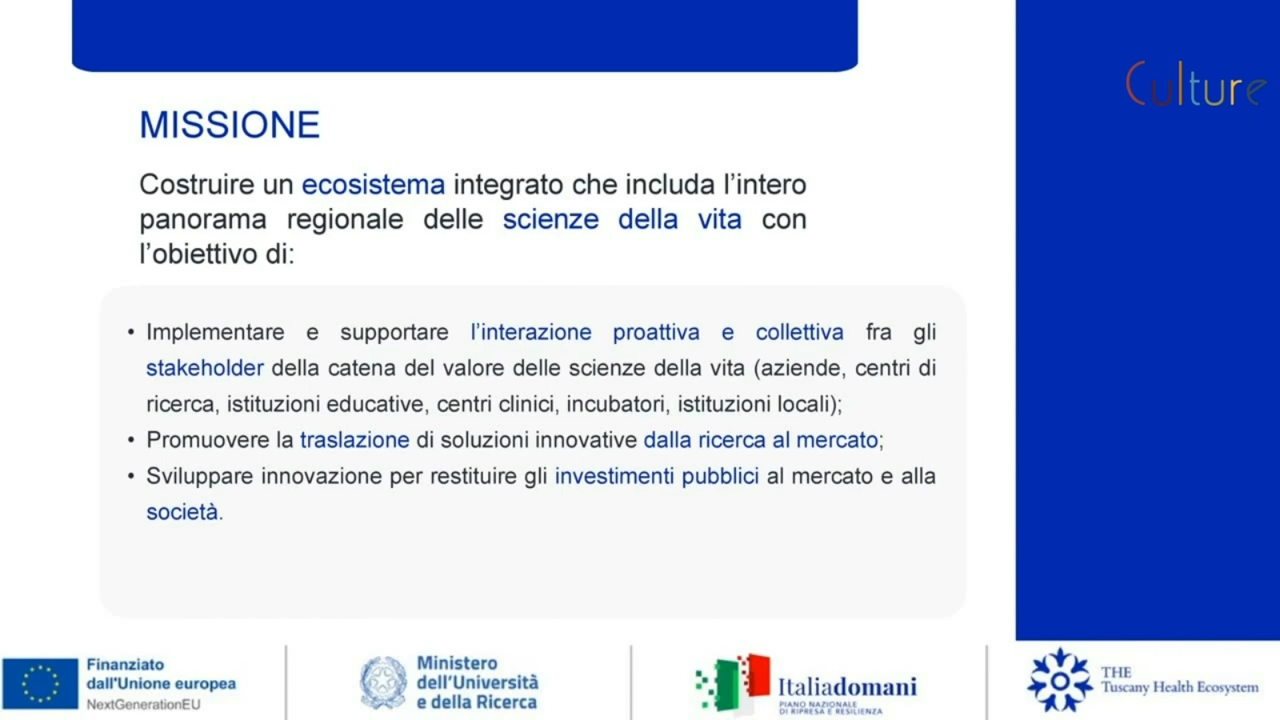 Culture
MISSIONE
Costruire un ecosistema integrato che includa l’intero
panorama regionale delle scienze della vita con
l’obiettivo di:
• Implementare e supportare l’interazione proattiva e collettiva fra gli
stakeholder della catena del valore delle scienze della vita (aziende, centri di
ricerca, istituzioni educative, centri clinici, incubatori, istituzioni locali);
• Promuovere la traslazione di soluzioni innovative dalla ricerca al mercato;
• Sviluppare innovazione per restituire gli investimenti pubblici al mercato e alla
società.
Finanziato
dall'Unione europea
NextGenerationEU
Ministero
dell’Università
e della Ricerca
Italiadomani
PIANO NAZIONALE
DI RIPRESA E RESILIENZA
THE
Tuscany Health Ecosystem